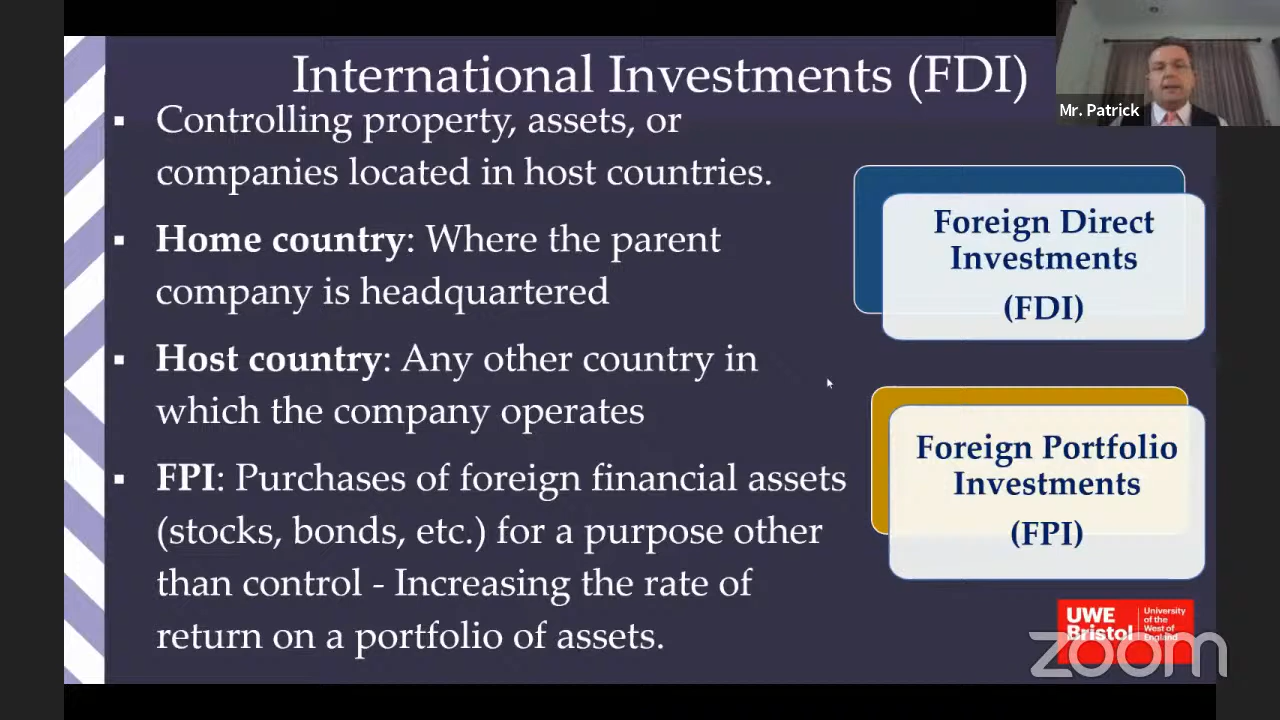 International Investments (FDI)
▪ Controlling property, assets, or
companies located in host countries.
▪ Home country: Where the parent
company is headquartered
▪ Host country: Any other country in
which the company operates
▪ FPI: Purchases of foreign financial assets
(stocks, bonds, etc.) for a purpose other
than control - Increasing the rate of
return on a portfolio of assets.
Foreign Direct
Investments
(FDI)
Foreign Portfolio
Investments
(FPI)
Mr. Patrick
UWE
Bristol
University
of the
West of
England
zoom